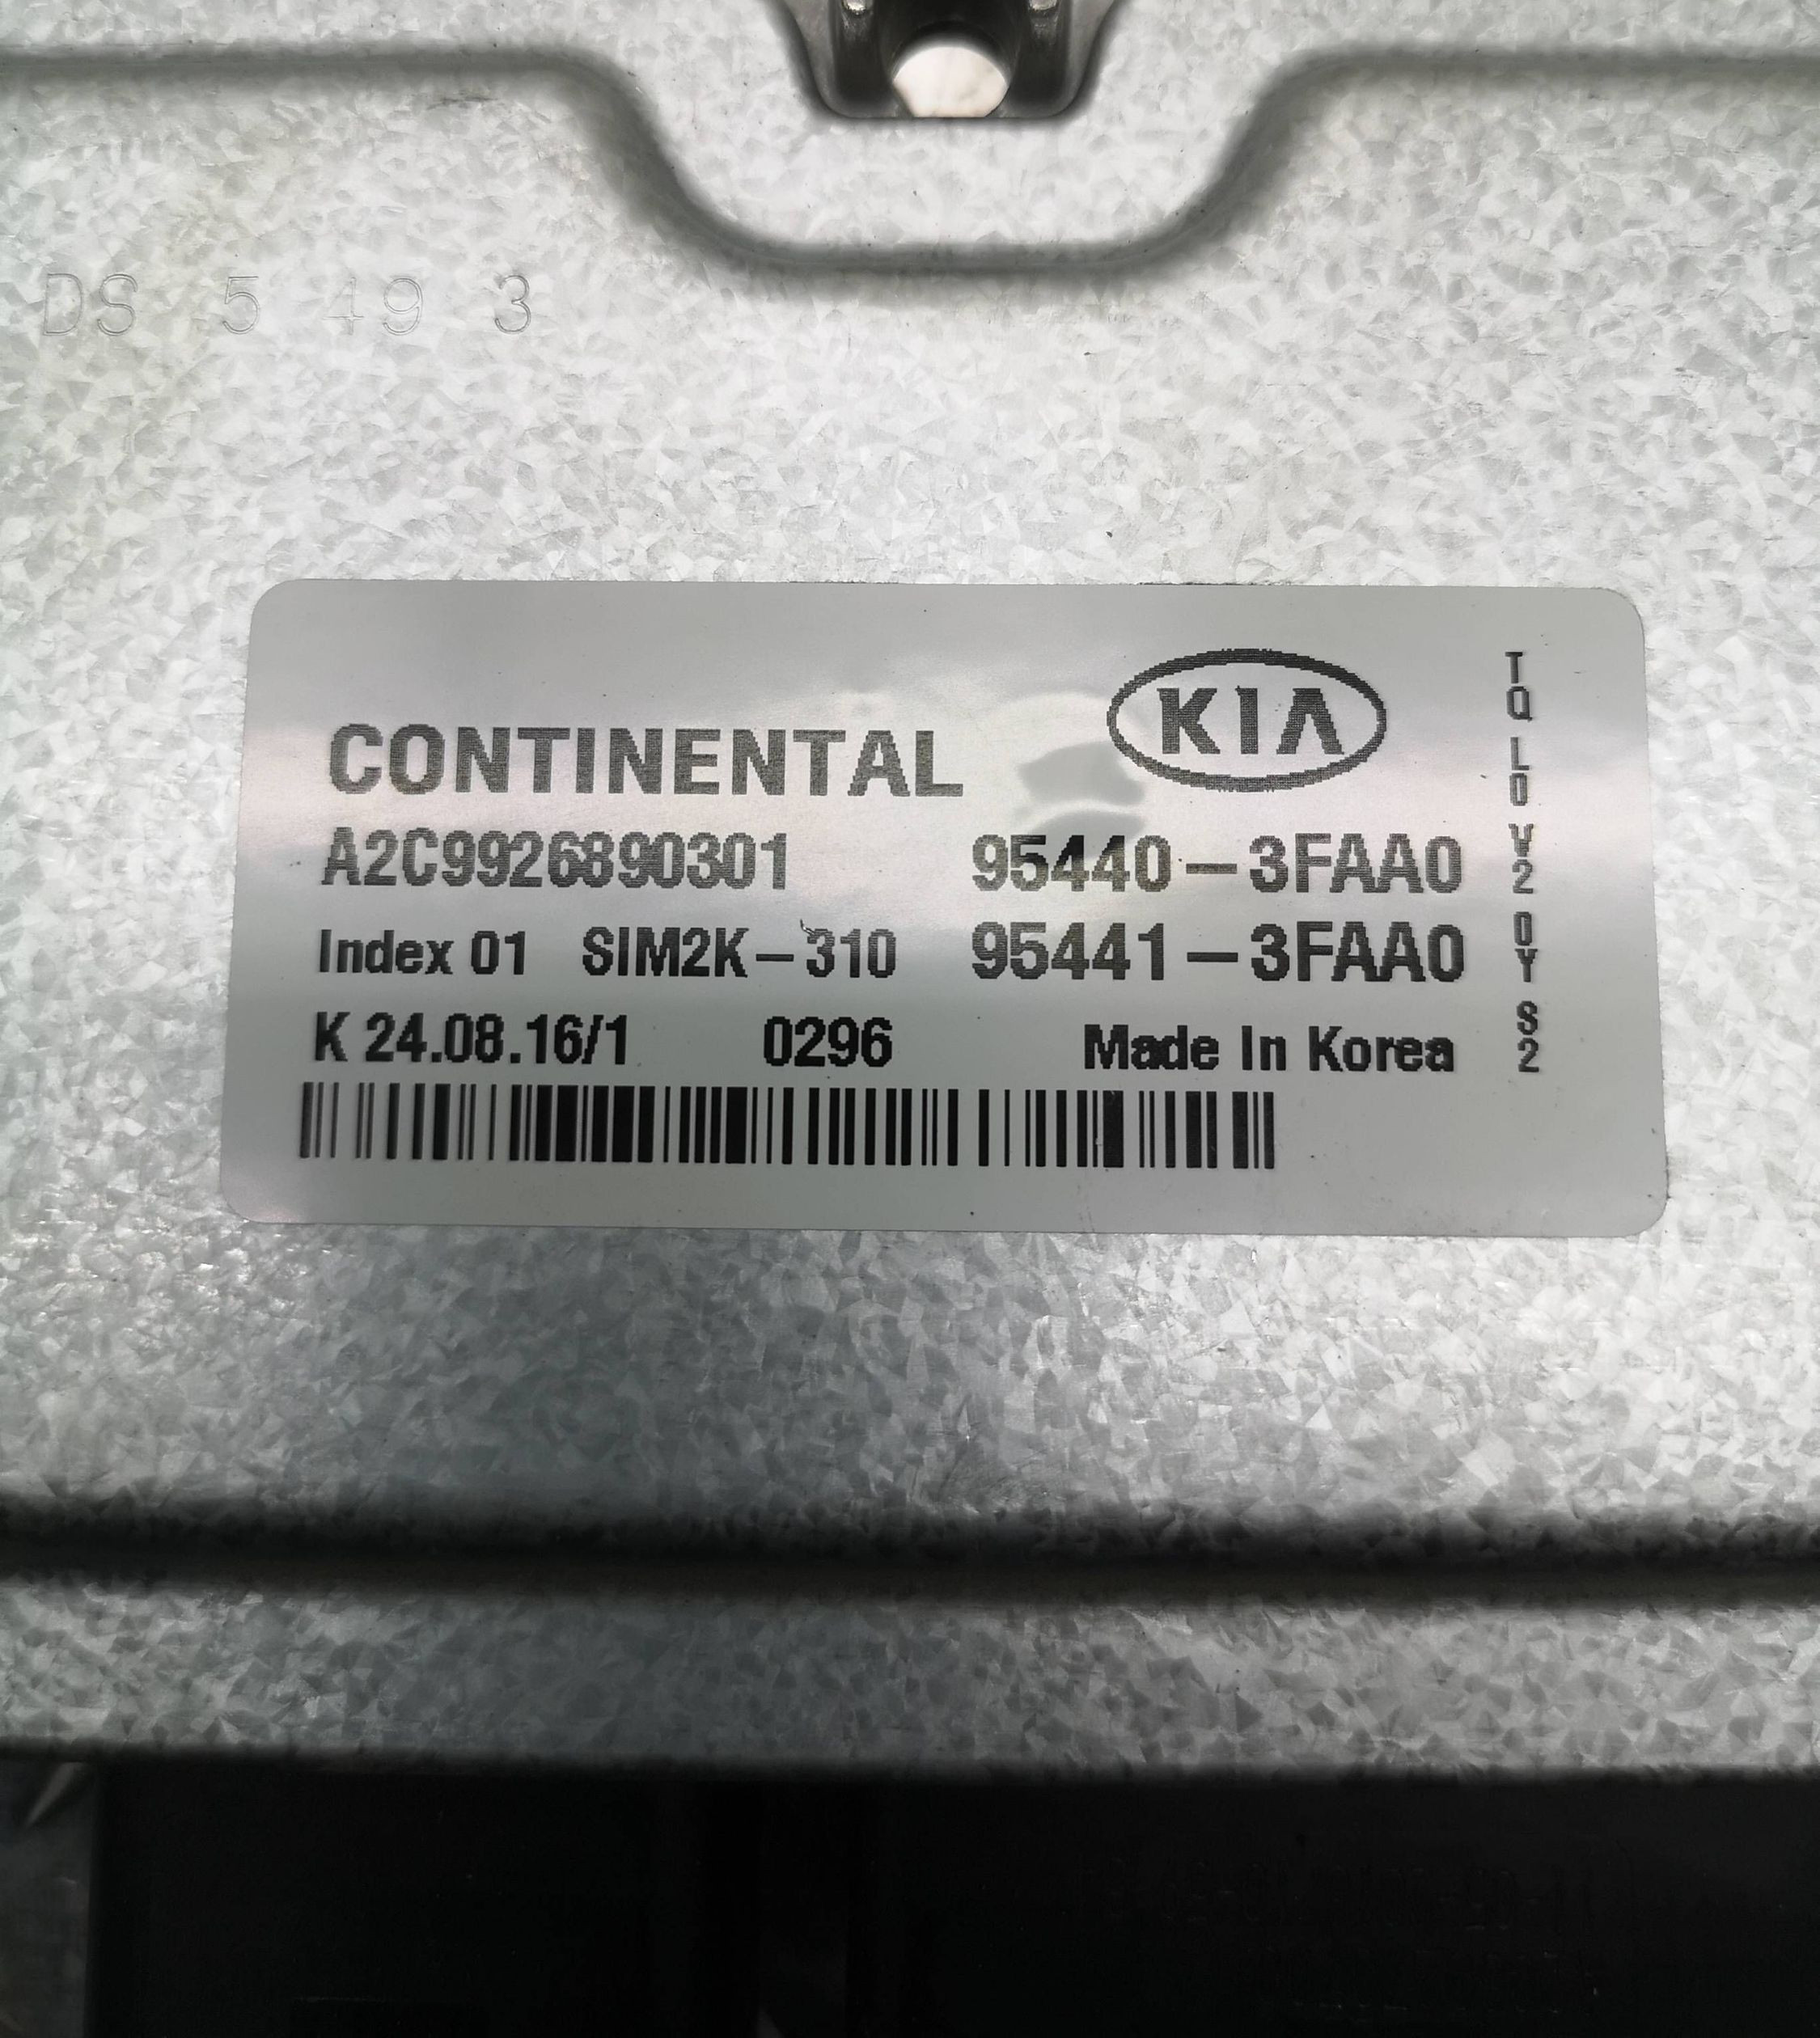 DS 5 49 3
KIA
CONTINENTAL
A2C9926890301 95440-3FAA0
Index 01 SIM2K-310 95441-3FAA0
K 24.08.16/1 0296 Made In Korea
TQ L0 V2 0Y S2